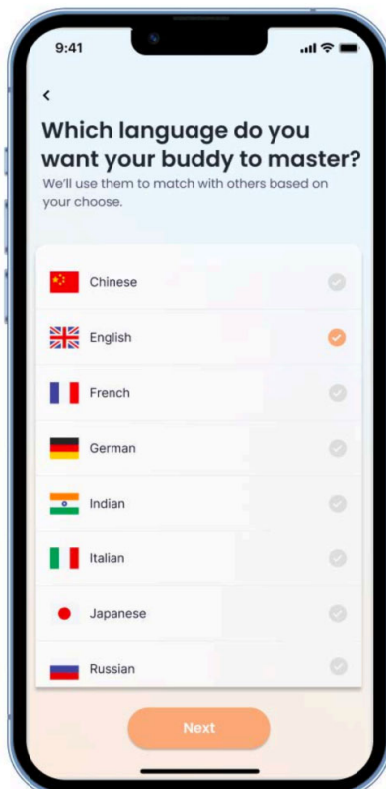 9:41
Which language do you
want your buddy to master?
We'll use them to match with others based on
your choose.
Chinese
English
French
German
Indian
Italian
Japanese
Russian
Next